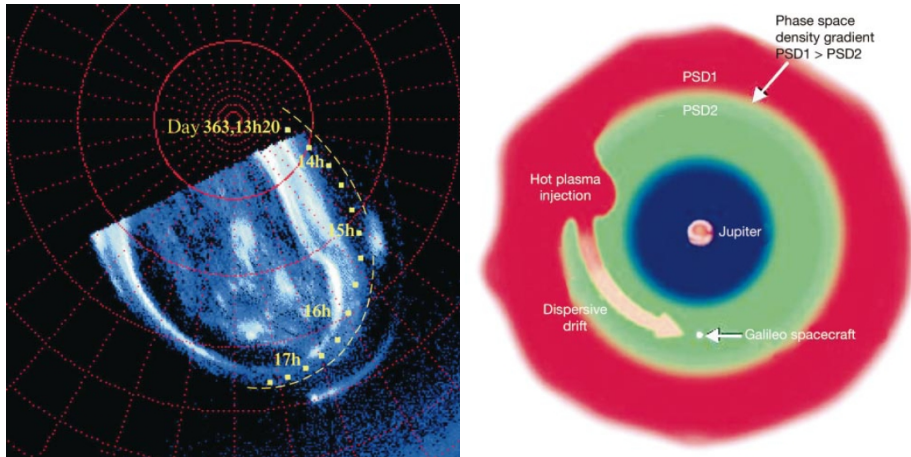 Day 363,13h20
14h
15h
16h
17h
Phase space
density gradient
PSD1 > PSD2
PSD1
PSD2
Hot plasma
injection
Jupiter
Dispersive
drift
Galileo spacecraft